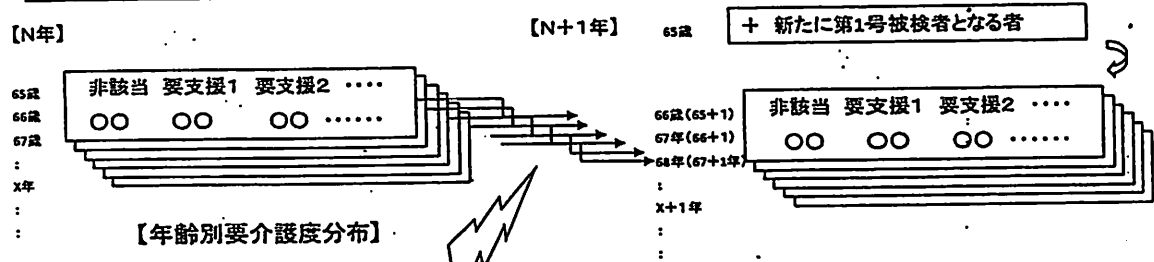 【N年】
65歳
66歳
67歳
:
X年
:
:
非該当 要支援1 要支援2 ‥‥
○○ ○○ ○○ ‥‥‥
【年齢別要介護度分布】
【N+1年】
65歳
+ 新たに第1号被検者となる者
66歳(65+1)
67年(66+1)
68年(67+1年)
:
X+1年
:
:
非該当 要支援1 要支援2 ‥‥
○○ ○○ ○○ ‥‥‥